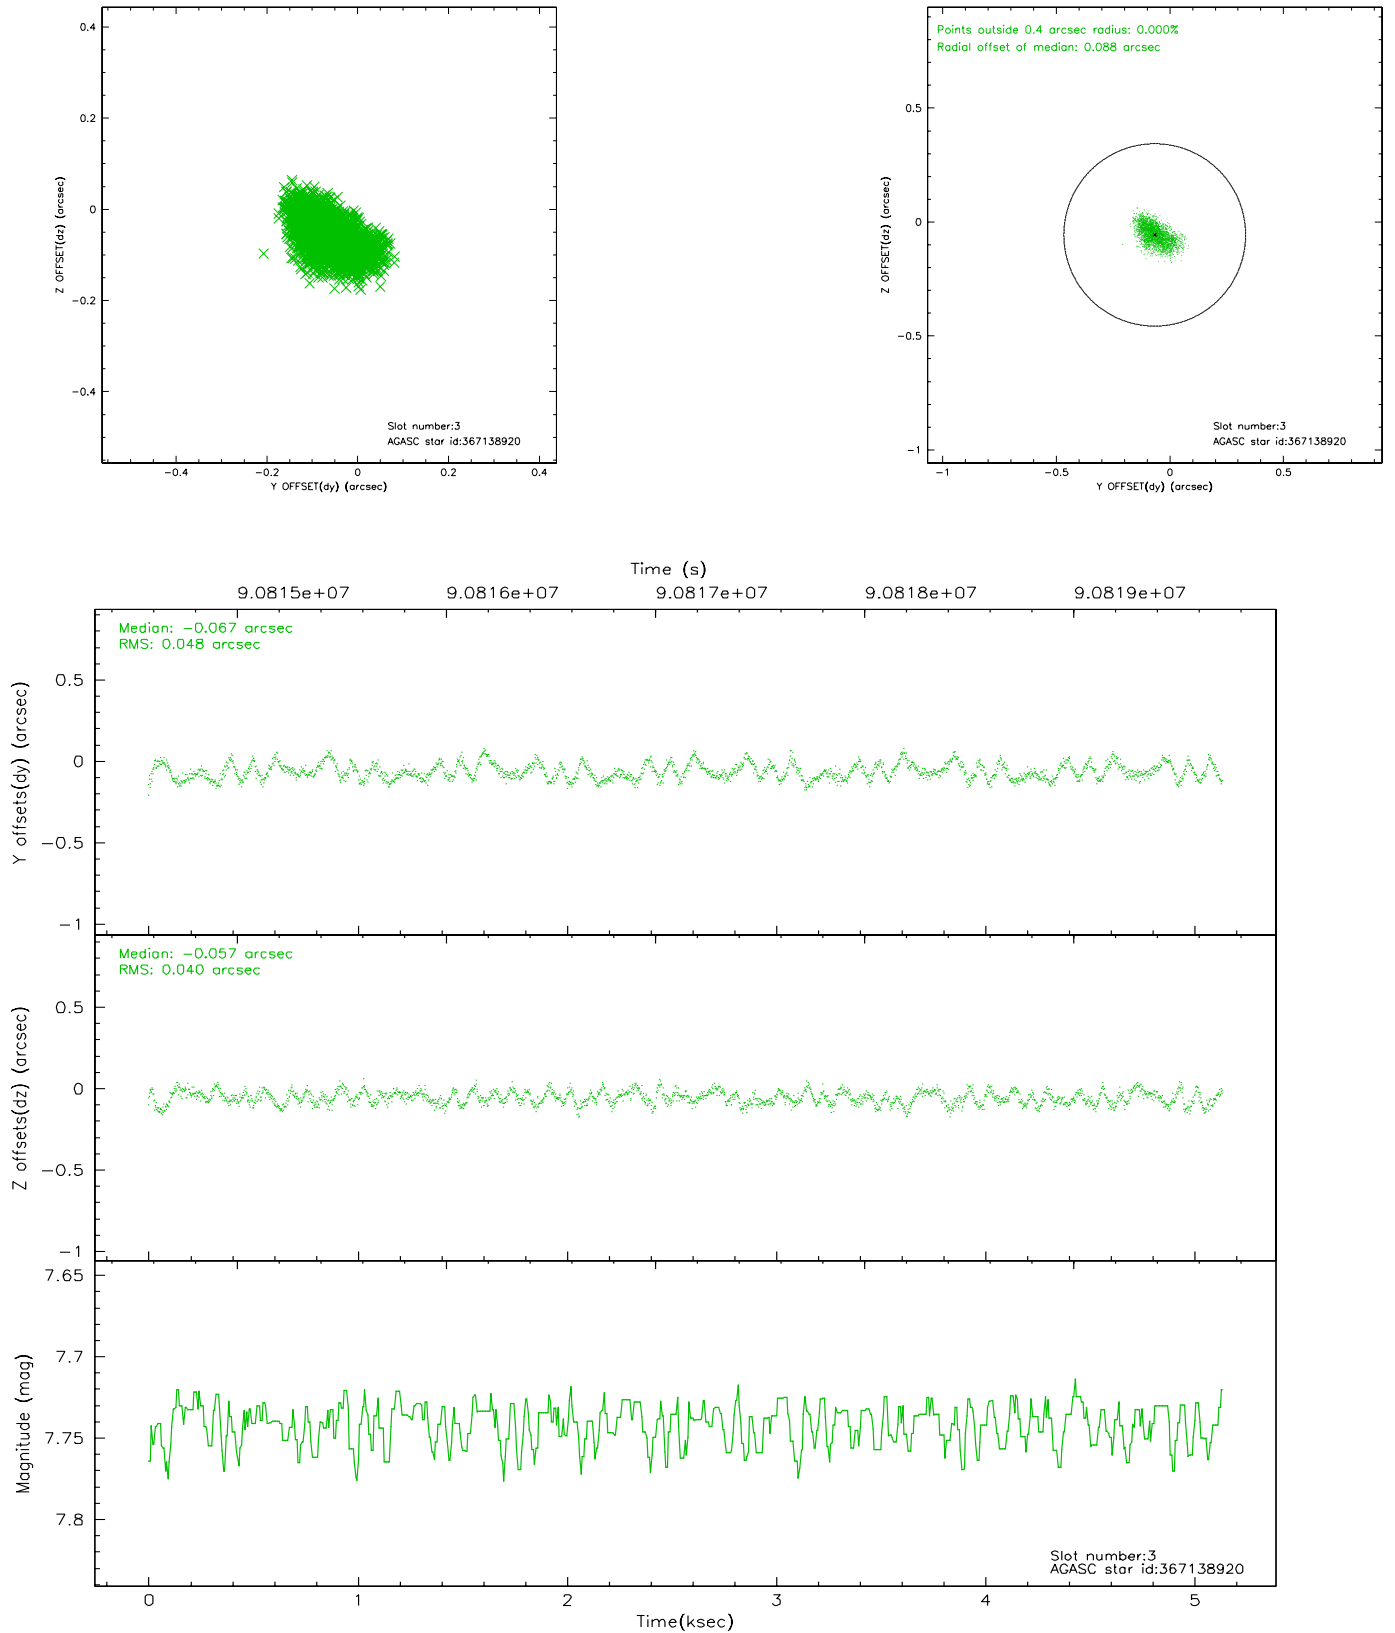 0.4
0.2
0
−0.2
−0.4
Z OFFSET(dz) (arcsec)
Slot number:3
AGASC star id:367138920
−0.4 −0.2 0 0.2 0.4
Y OFFSET(dy) (arcsec)
Points outside 0.4 arcsec radius: 0.000%
Radial offset of median: 0.088 arcsec
0.5
0
−0.5
−1
Z OFFSET(dz) (arcsec)
Slot number:3
AGASC star id:367138920
−1 −0.5 0 0.5
Y OFFSET(dy) (arcsec)
Time (s)
9.0815e+07 9.0816e+07 9.0817e+07 9.0818e+07 9.0819e+07
Median: −0.067 arcsec
RMS: 0.048 arcsec
0.5
0
−0.5
−1
Y offsets(dy) (arcsec)
Median: −0.057 arcsec
RMS: 0.040 arcsec
0.5
0
−0.5
−1
Z offsets(dz) (arcsec)
7.65
7.7
7.75
7.8
Magnitude (mag)
Slot number:3
AGASC star id:367138920
0 1 2 3 4 5
Time(ksec)